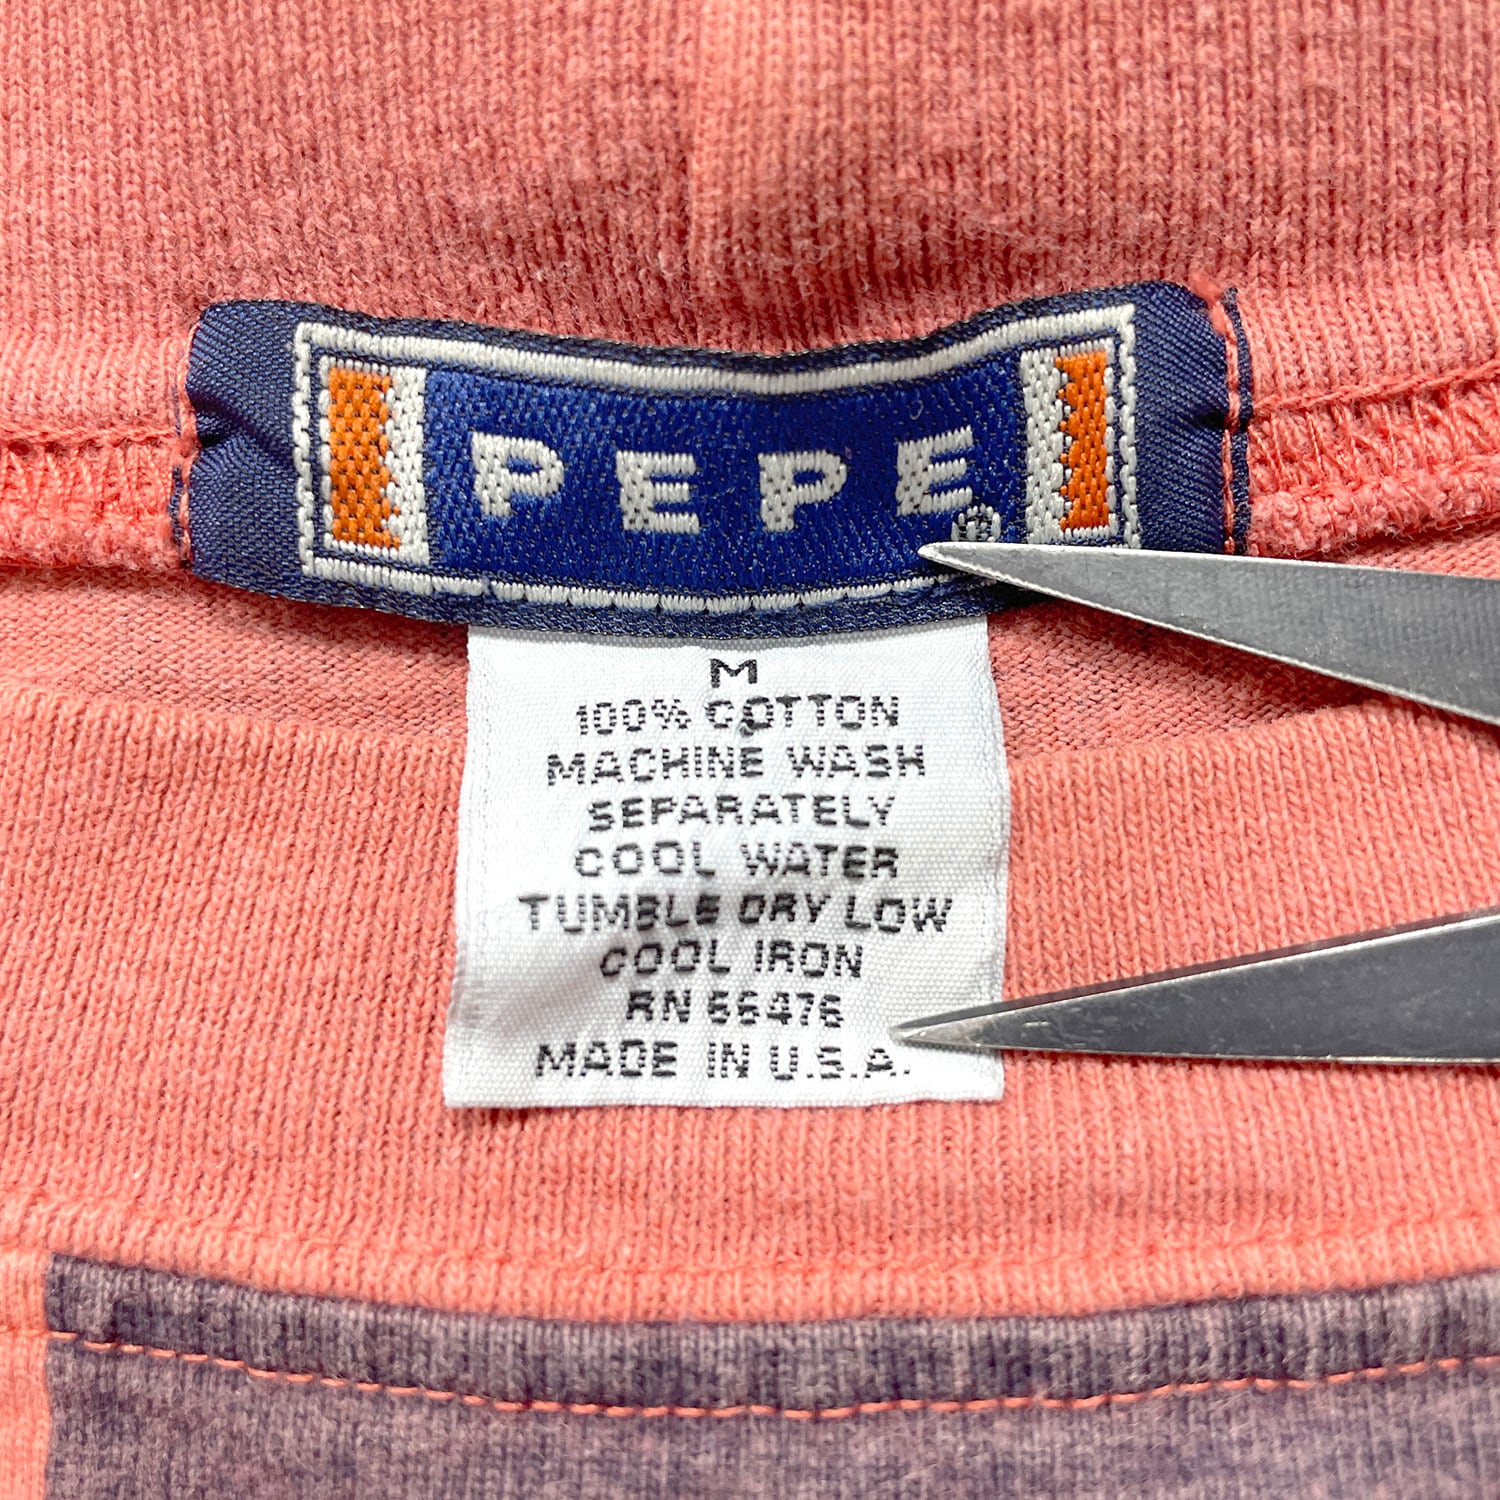 PEPE ®
M
100% COTTON
MACHINE WASH
SEPARATELY
COOL WATER
TUMBLE DRY LOW
COOL IRON
RN 66476
MADE IN U.S.A.